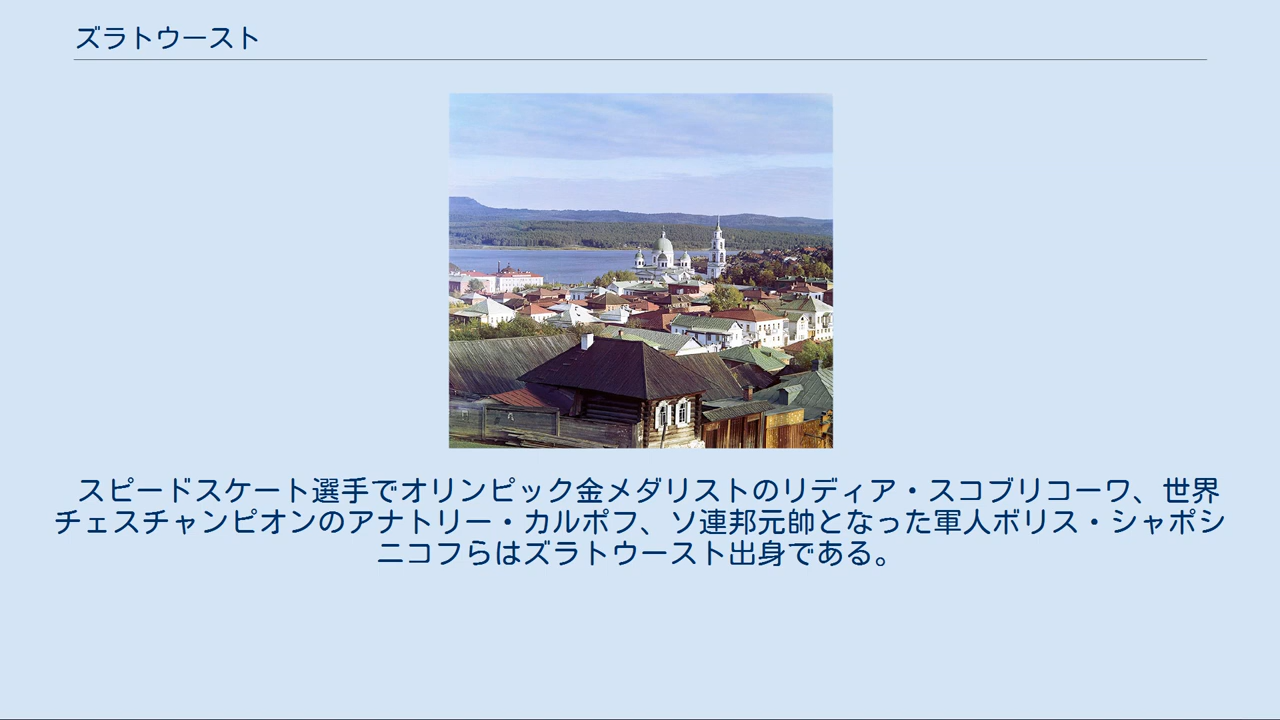 ズラトウースト
スピードスケート選手でオリンピック金メダリストのリディア・スコブリコーワ、世界
チェスチャンピオンのアナトリー・カルポフ、ソ連邦元帥となった軍人ボリス・シャポシ
ニコフらはズラトウースト出身である。